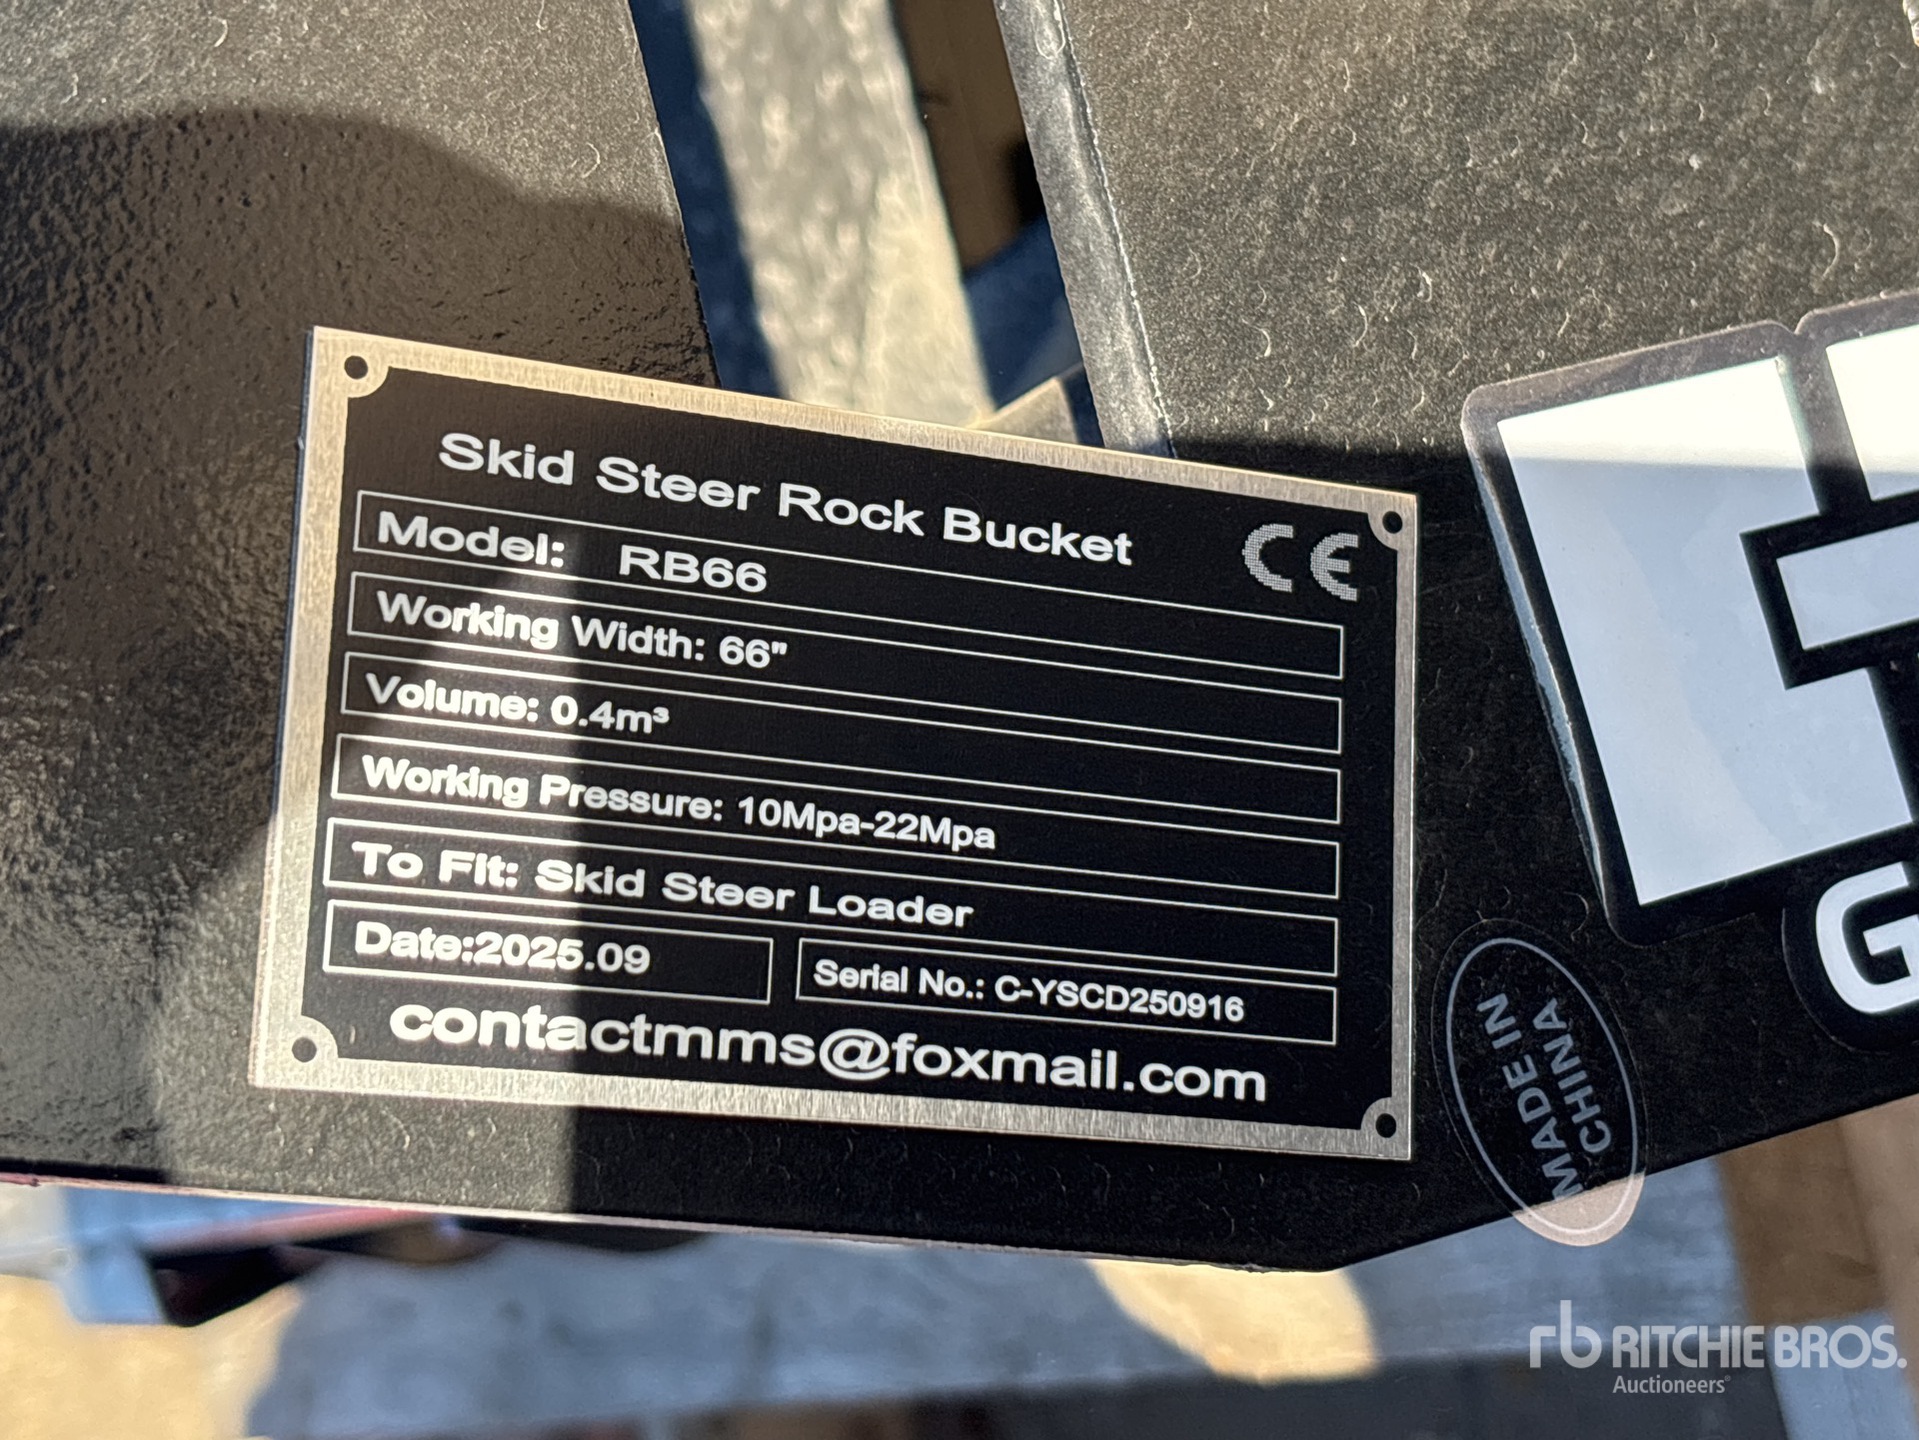 Skid Steer Rock Bucket
CE
Model: RB66
Working Width: 66"
Volume: 0.4m³
Working Pressure: 10Mpa-22Mpa
To Fit: Skid Steer Loader
Date:2025.09
Serial No.: C-YSCD250916
contactmms@foxmail.com
MADE IN
CHINA
G
rb RITCHIE BROS.
Auctioneers®